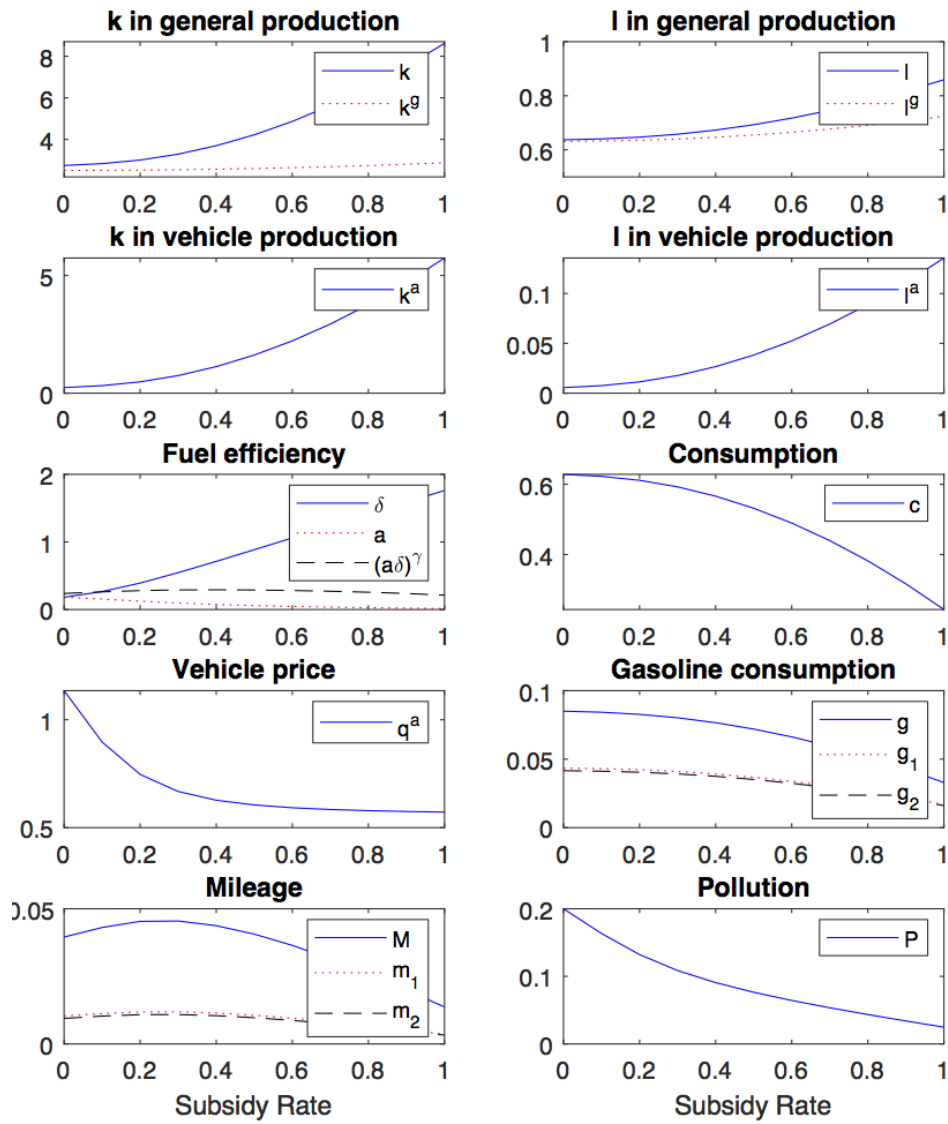 k in general production
8
6
4
k
k^g
0 0.2 0.4 0.6 0.8 1
l in general production
1
0.8
0.6
l
l^g
0 0.2 0.4 0.6 0.8 1
k in vehicle production
5
0
k^a
0 0.2 0.4 0.6 0.8 1
l in vehicle production
0.1
0.05
0
l^a
0 0.2 0.4 0.6 0.8 1
Fuel efficiency
2
1
0
δ
a
(aδ)^γ
0 0.2 0.4 0.6 0.8 1
Consumption
0.6
0.4
c
0 0.2 0.4 0.6 0.8 1
Vehicle price
1
0.5
q^a
0 0.2 0.4 0.6 0.8 1
Gasoline consumption
0.1
0.05
0
g
g_1
g_2
0 0.2 0.4 0.6 0.8 1
Mileage
0.05
0
M
m_1
m_2
0 0.2 0.4 0.6 0.8 1
Subsidy Rate
Pollution
0.2
0.1
0
P
0 0.2 0.4 0.6 0.8 1
Subsidy Rate